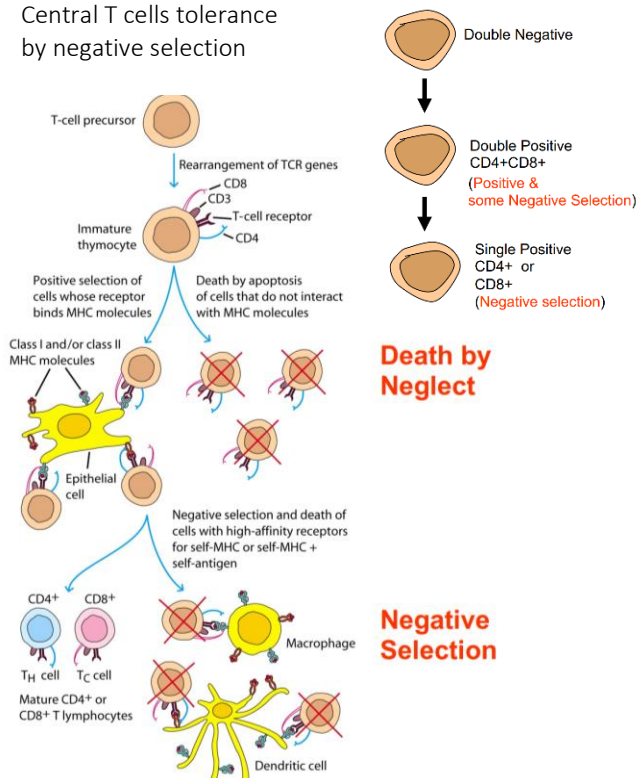 Central T cells tolerance
by negative selection
Double Negative
Double Positive
CD4+CD8+
(Positive &
some Negative Selection)
Single Positive
CD4+ or
CD8+
(Negative selection)
T-cell precursor
Rearrangement of TCR genes
CD8
CD3
T-cell receptor
CD4
Immature
thymocyte
Positive selection of
cells whose receptor
binds MHC molecules
Death by apoptosis
of cells that do not interact
with MHC molecules
Class I and/or class II
MHC molecules
Death by
Neglect
Epithelial
cell
Negative selection and death of
cells with high-affinity receptors
for self-MHC or self-MHC +
self-antigen
CD4+
CD8+
TH cell
TC cell
Mature CD4+ or
CD8+ T lymphocytes
Macrophage
Negative
Selection
Dendritic cell